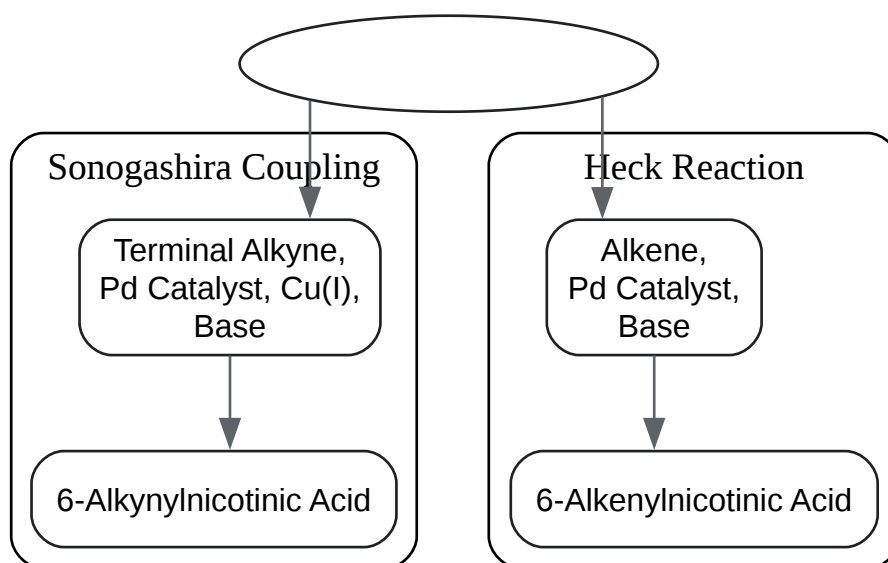 Sonogashira Coupling
Terminal Alkyne,
Pd Catalyst, Cu(I),
Base
6-Alkynylnicotinic Acid
Heck Reaction
Alkene,
Pd Catalyst,
Base
6-Alkenylnicotinic Acid